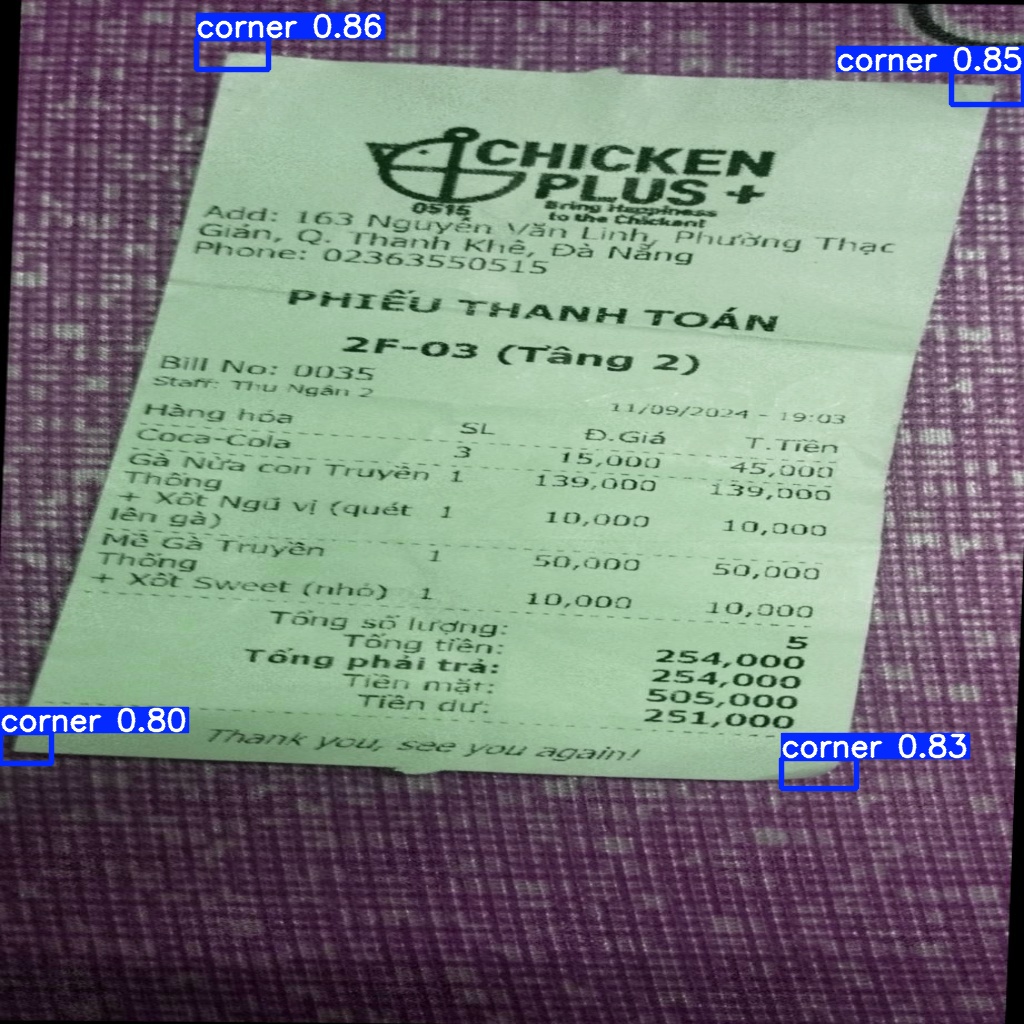 corner 0.86
corner 0.85
CHICKEN
PLUS +
0515
Bring Happiness
to the Chickent
Add: 163 Nguyễn Văn Linh, Phường Thạc
Gián, Q. Thanh Khê, Đà Nẵng
Phone: 02363550515
PHIẾU THANH TOÁN
2F-03 (Tầng 2)
Bill No: 0035
Staff: Thu Ngân 2
11/09/2024 - 19:03
Hàng hóa SL Đ.Giá T.Tiền
Coca-Cola 3 15,000 45,000
Gà Nửa con Truyền 1 139,000 139,000
Thống
+ Xốt Ngũ vị (quét 1 10,000 10,000
lên gà)
Mề Gà Truyền 1 50,000 50,000
Thống
+ Xốt Sweet (nhỏ) 1 10,000 10,000
Tổng số lượng: 5
Tổng tiền: 254,000
Tổng phải trả: 254,000
Tiền mặt: 505,000
Tiền dư: 251,000
Thank you, see you again!
corner 0.80
corner 0.83